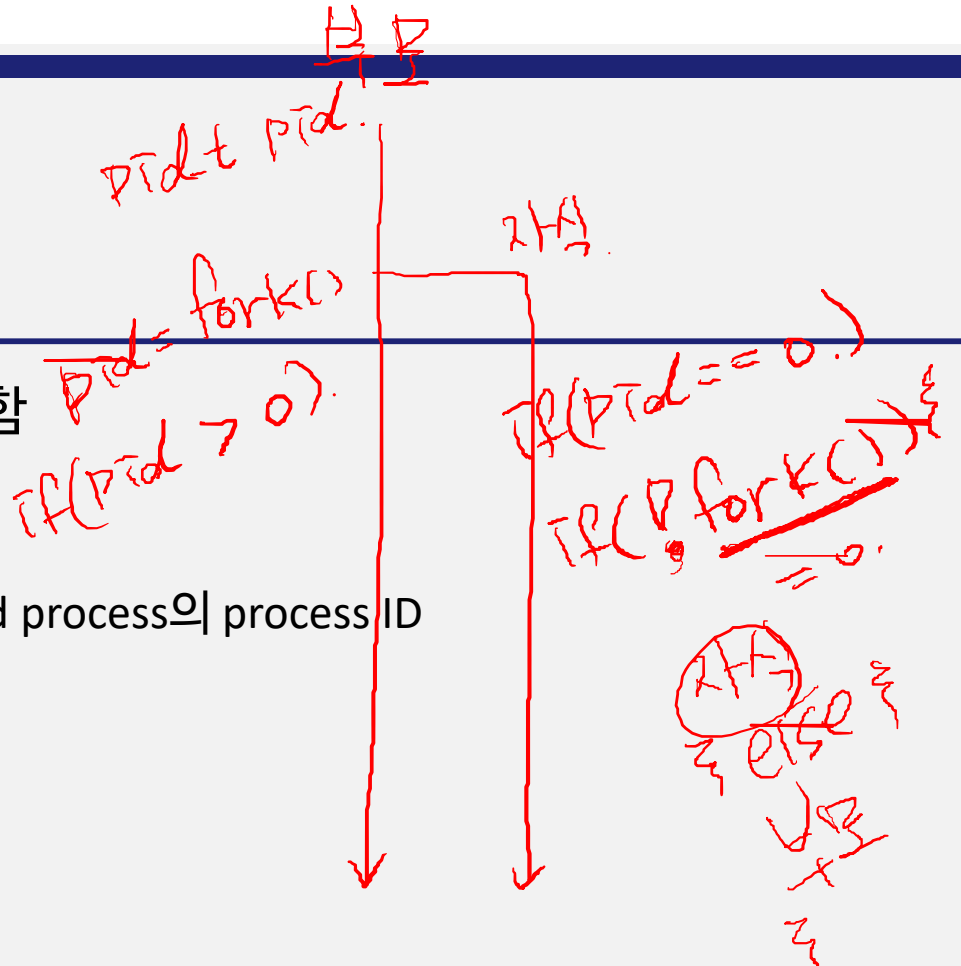 부모
pid_t pid.
자식.
pid = fork()
if(pid == 0.)
함
if(pid > 0).
if(!fork()){
= 0.
d process의 process ID
자식
} else {
부모
}